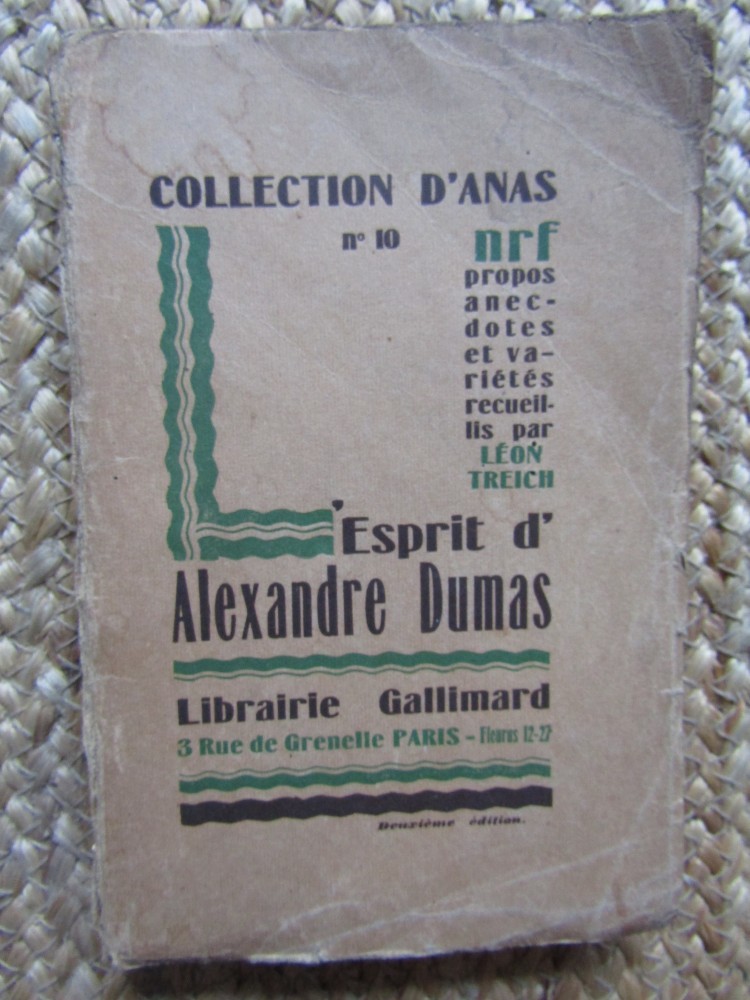 COLLECTION D'ANAS
n° 10
nrf
propos
anec-
dotes
et va-
riétés
recueil-
lis par
LÉON
TREICH
L'Esprit d'
Alexandre Dumas
Librairie Gallimard
3 Rue de Grenelle PARIS - Fleurus 12-27
Deuxième édition.